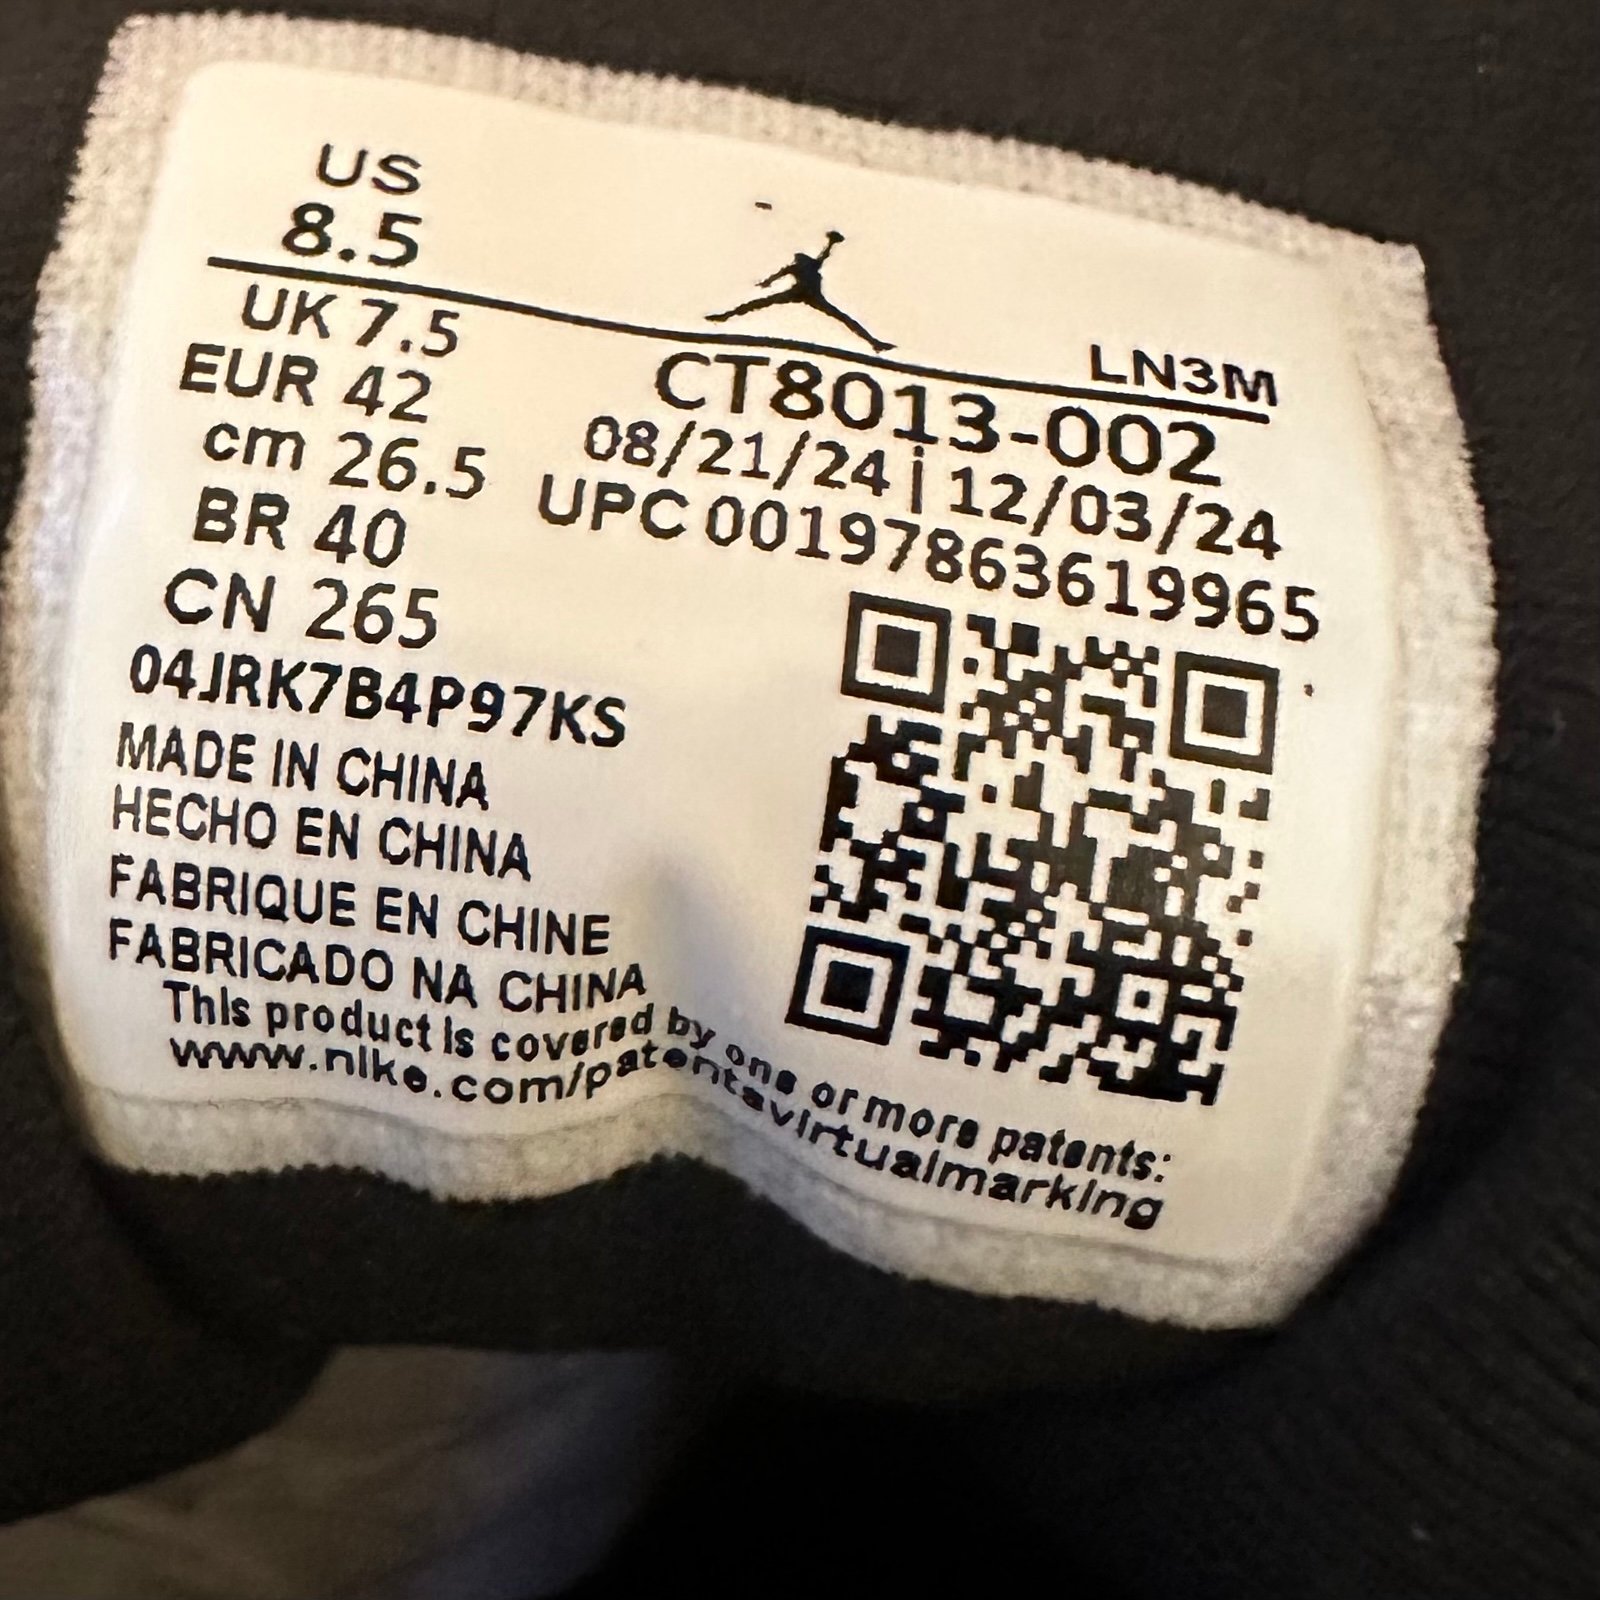 US
8.5
LN3M
UK 7.5
EUR 42
cm 26.5
BR 40
CN 265
CT8013-002
08/21/24 | 12/03/24
UPC 00197863619965
04JRK7B4P97KS
MADE IN CHINA
HECHO EN CHINA
FABRIQUE EN CHINE
FABRICADO NA CHINA
This product is covered by one or more patents:
www.nike.com/patentsvirtualmarking